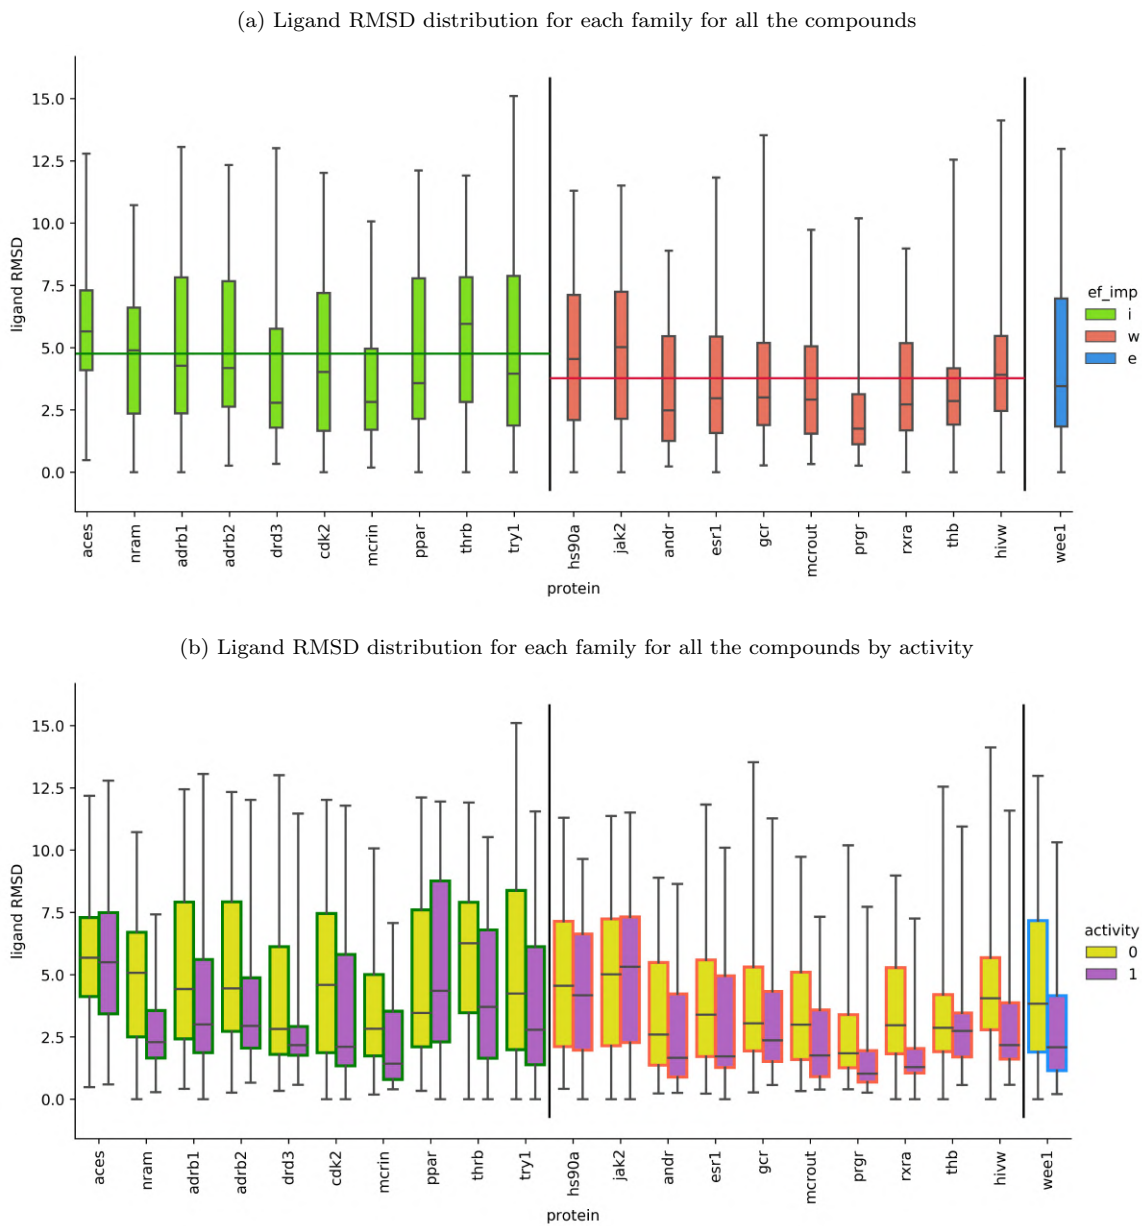 (a) Ligand RMSD distribution for each family for all the compounds
15.0
12.5
10.0
7.5
5.0
2.5
0.0
ligand RMSD
aces
nram
adrb1
adrb2
drd3
cdk2
mcrin
ppar
thrb
try1
hs90a
jak2
andr
esr1
gcr
mcrout
prgr
rxra
thb
hivw
wee1
protein
ef_imp
i
w
e
(b) Ligand RMSD distribution for each family for all the compounds by activity
15.0
12.5
10.0
7.5
5.0
2.5
0.0
ligand RMSD
aces
nram
adrb1
adrb2
drd3
cdk2
mcrin
ppar
thrb
try1
hs90a
jak2
andr
esr1
gcr
mcrout
prgr
rxra
thb
hivw
wee1
protein
activity
0
1